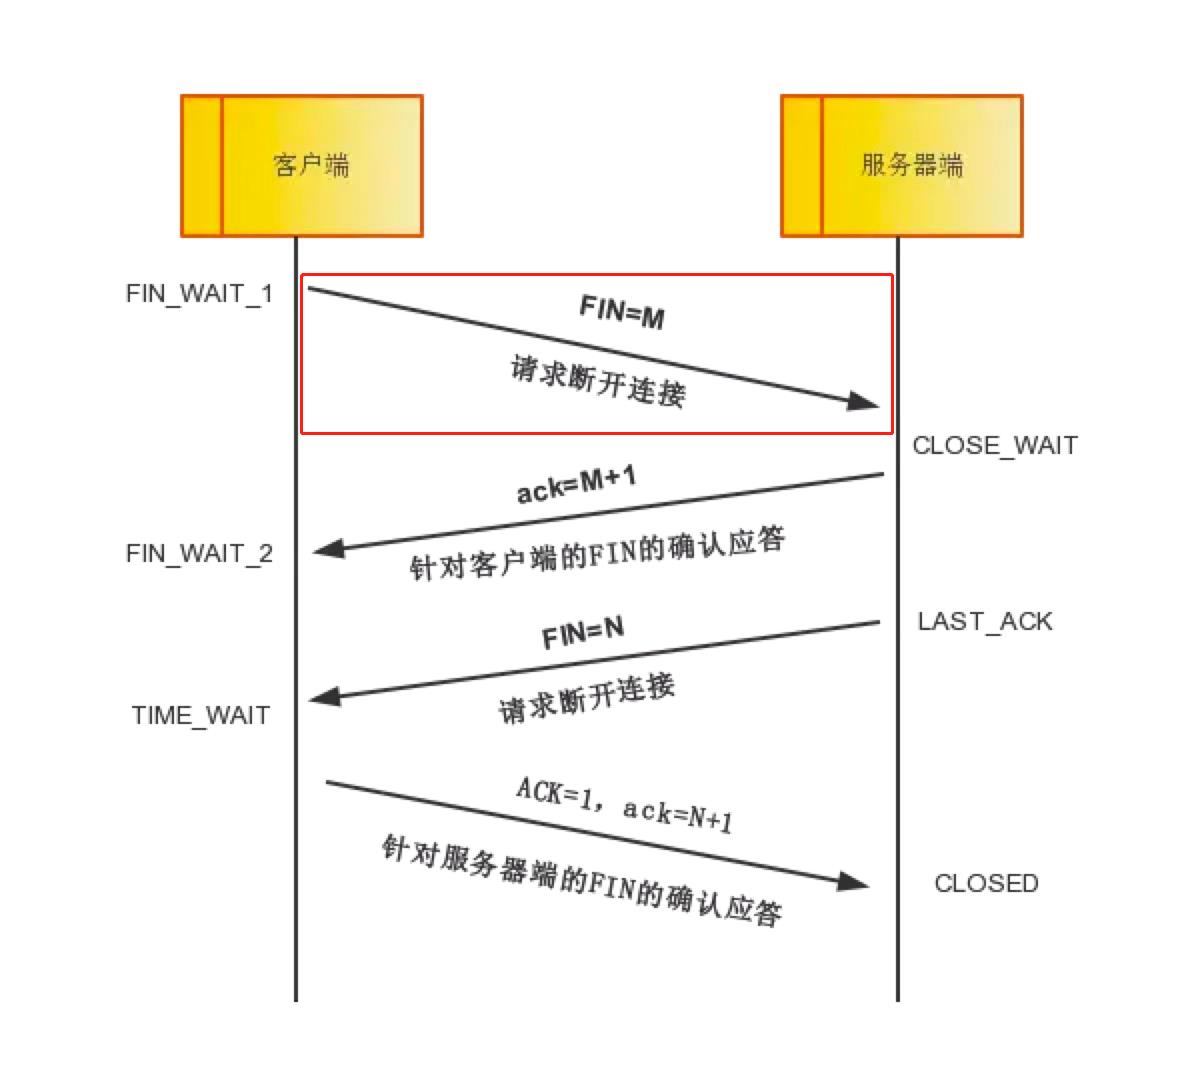 客户端
服务器端
FIN_WAIT_1
FIN=M
请求断开连接
CLOSE_WAIT
ack=M+1
FIN_WAIT_2
针对客户端的FIN的确认应答
LAST_ACK
FIN=N
请求断开连接
TIME_WAIT
ACK=1, ack=N+1
针对服务器端的FIN的确认应答
CLOSED